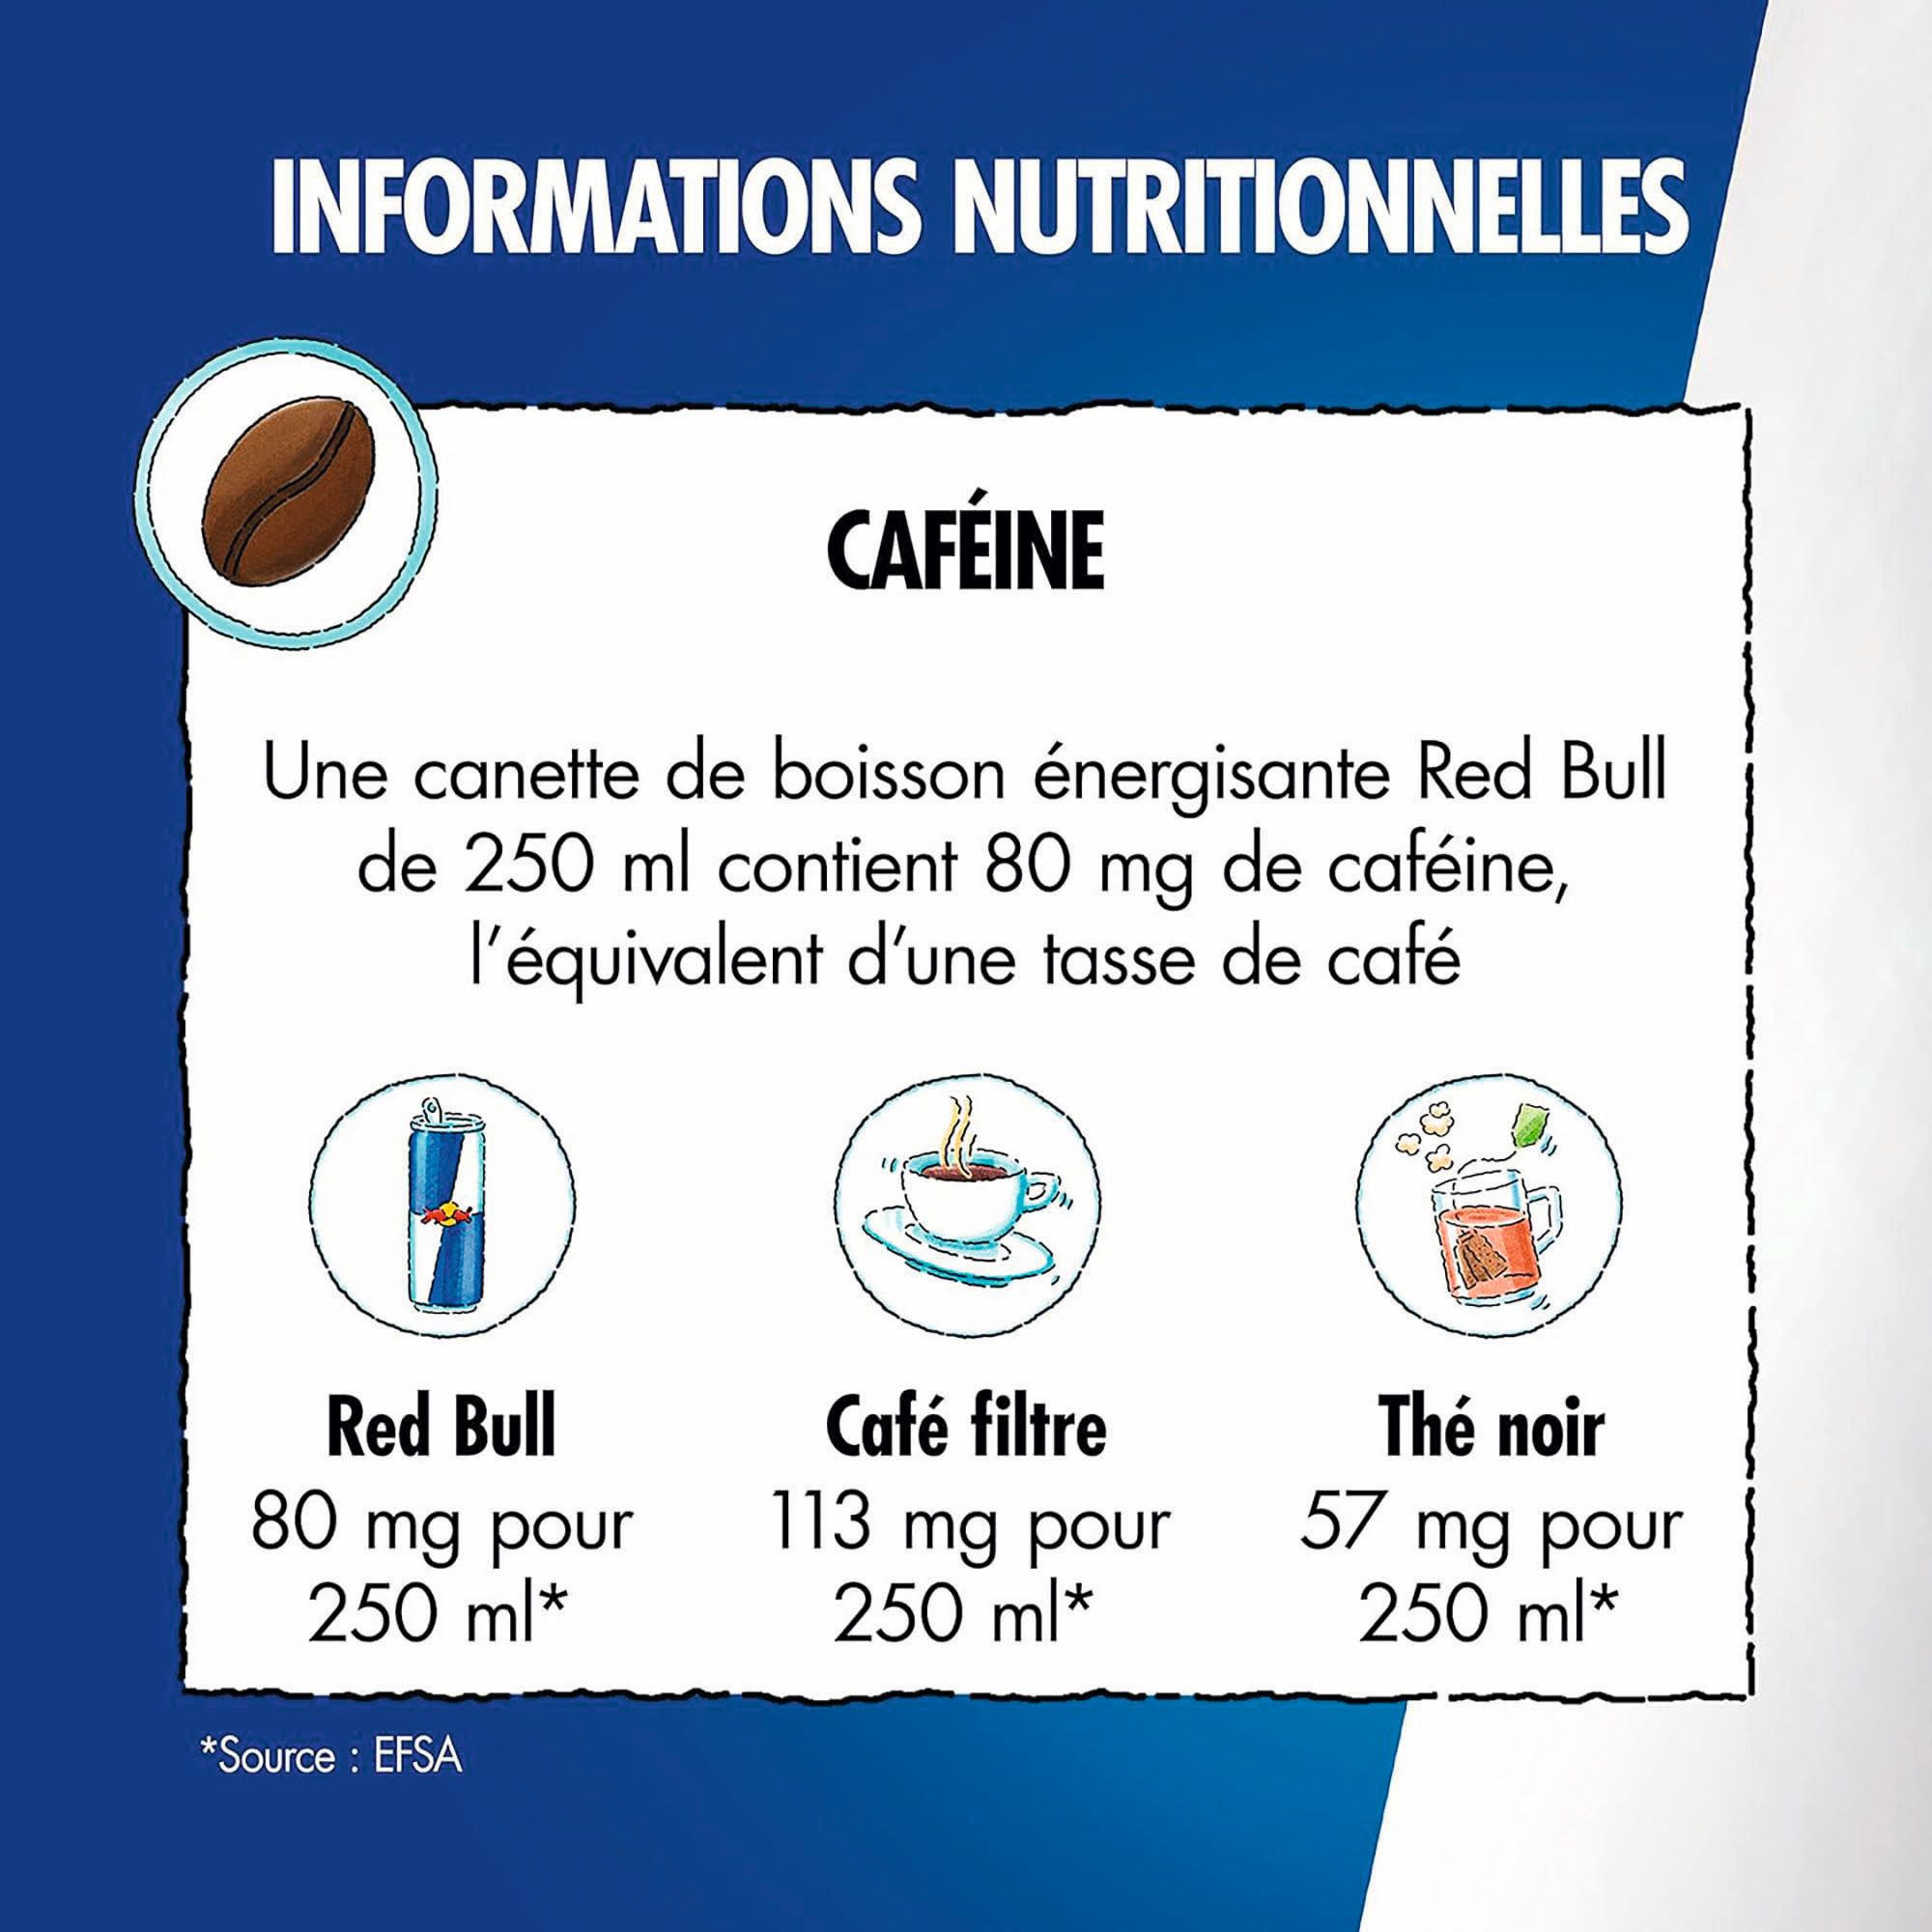 INFORMATIONS NUTRITIONNELLES
CAFÉINE
Une canette de boisson énergisante Red Bull
de 250 ml contient 80 mg de caféine,
l'équivalent d'une tasse de café
Red Bull
80 mg pour
250 ml*
Café filtre
113 mg pour
250 ml*
Thé noir
57 mg pour
250 ml*
*Source : EFSA